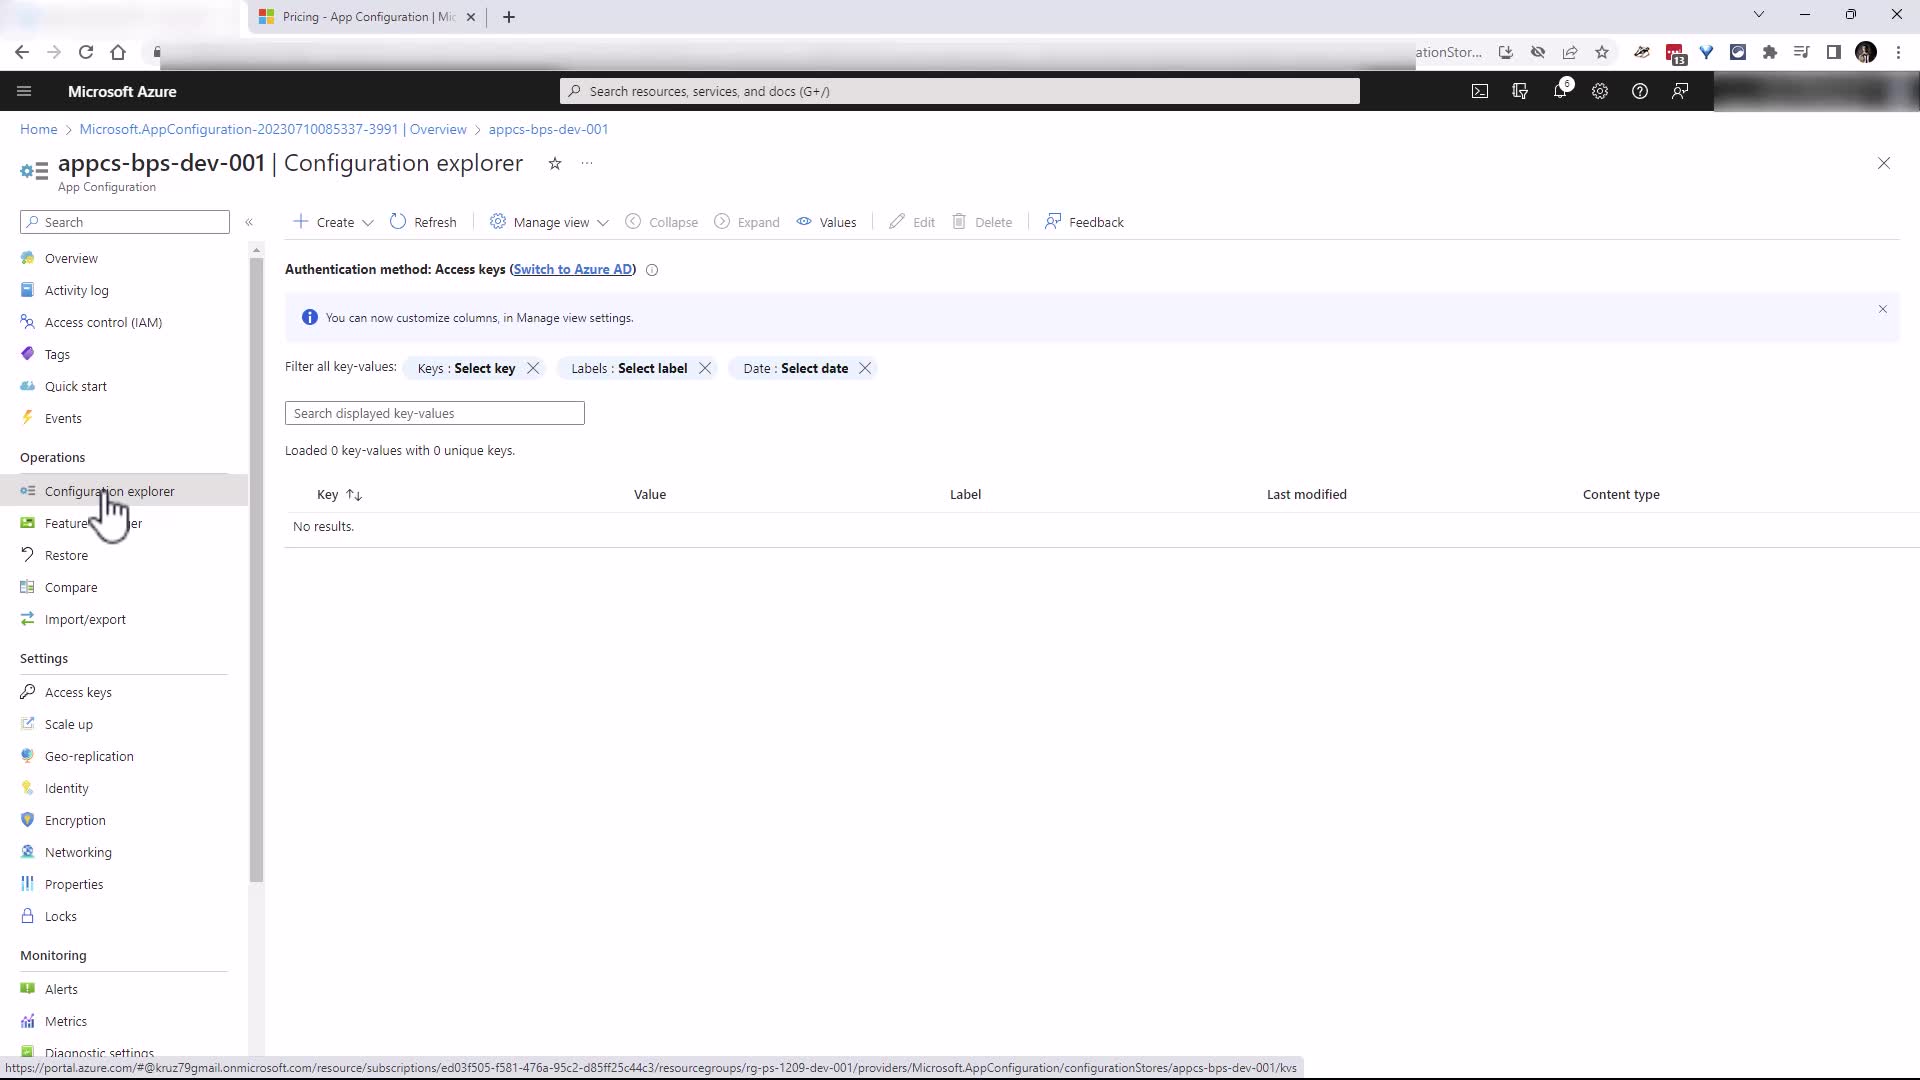 Pricing - App Configuration | Mic
ationStor...
13
Microsoft Azure
Search resources, services, and docs (G+/)
6
Home > Microsoft.AppConfiguration-20230710085337-3991 | Overview > appcs-bps-dev-001
appcs-bps-dev-001 | Configuration explorer
App Configuration
Search
Create
Refresh
Manage view
Collapse
Expand
Values
Edit
Delete
Feedback
Overview
Activity log
Access control (IAM)
Tags
Quick start
Events
Operations
Configuration explorer
Feature
Restore
Compare
Import/export
Settings
Access keys
Scale up
Geo-replication
Identity
Encryption
Networking
Properties
Locks
Monitoring
Alerts
Metrics
Diagnostic settings
Authentication method: Access keys (Switch to Azure AD)
You can now customize columns, in Manage view settings.
Filter all key-values:
Keys : Select key
Labels : Select label
Date : Select date
Search displayed key-values
Loaded 0 key-values with 0 unique keys.
Key Value Label Last modified Content type
No results.
https://portal.azure.com/#@kruz79gmail.onmicrosoft.com/resource/subscriptions/ed03f505-f581-476a-95c2-d85ff25c44c3/resourcegroups/rg-ps-1209-dev-001/providers/Microsoft.AppConfiguration/configurationStores/appcs-bps-dev-001/kvs